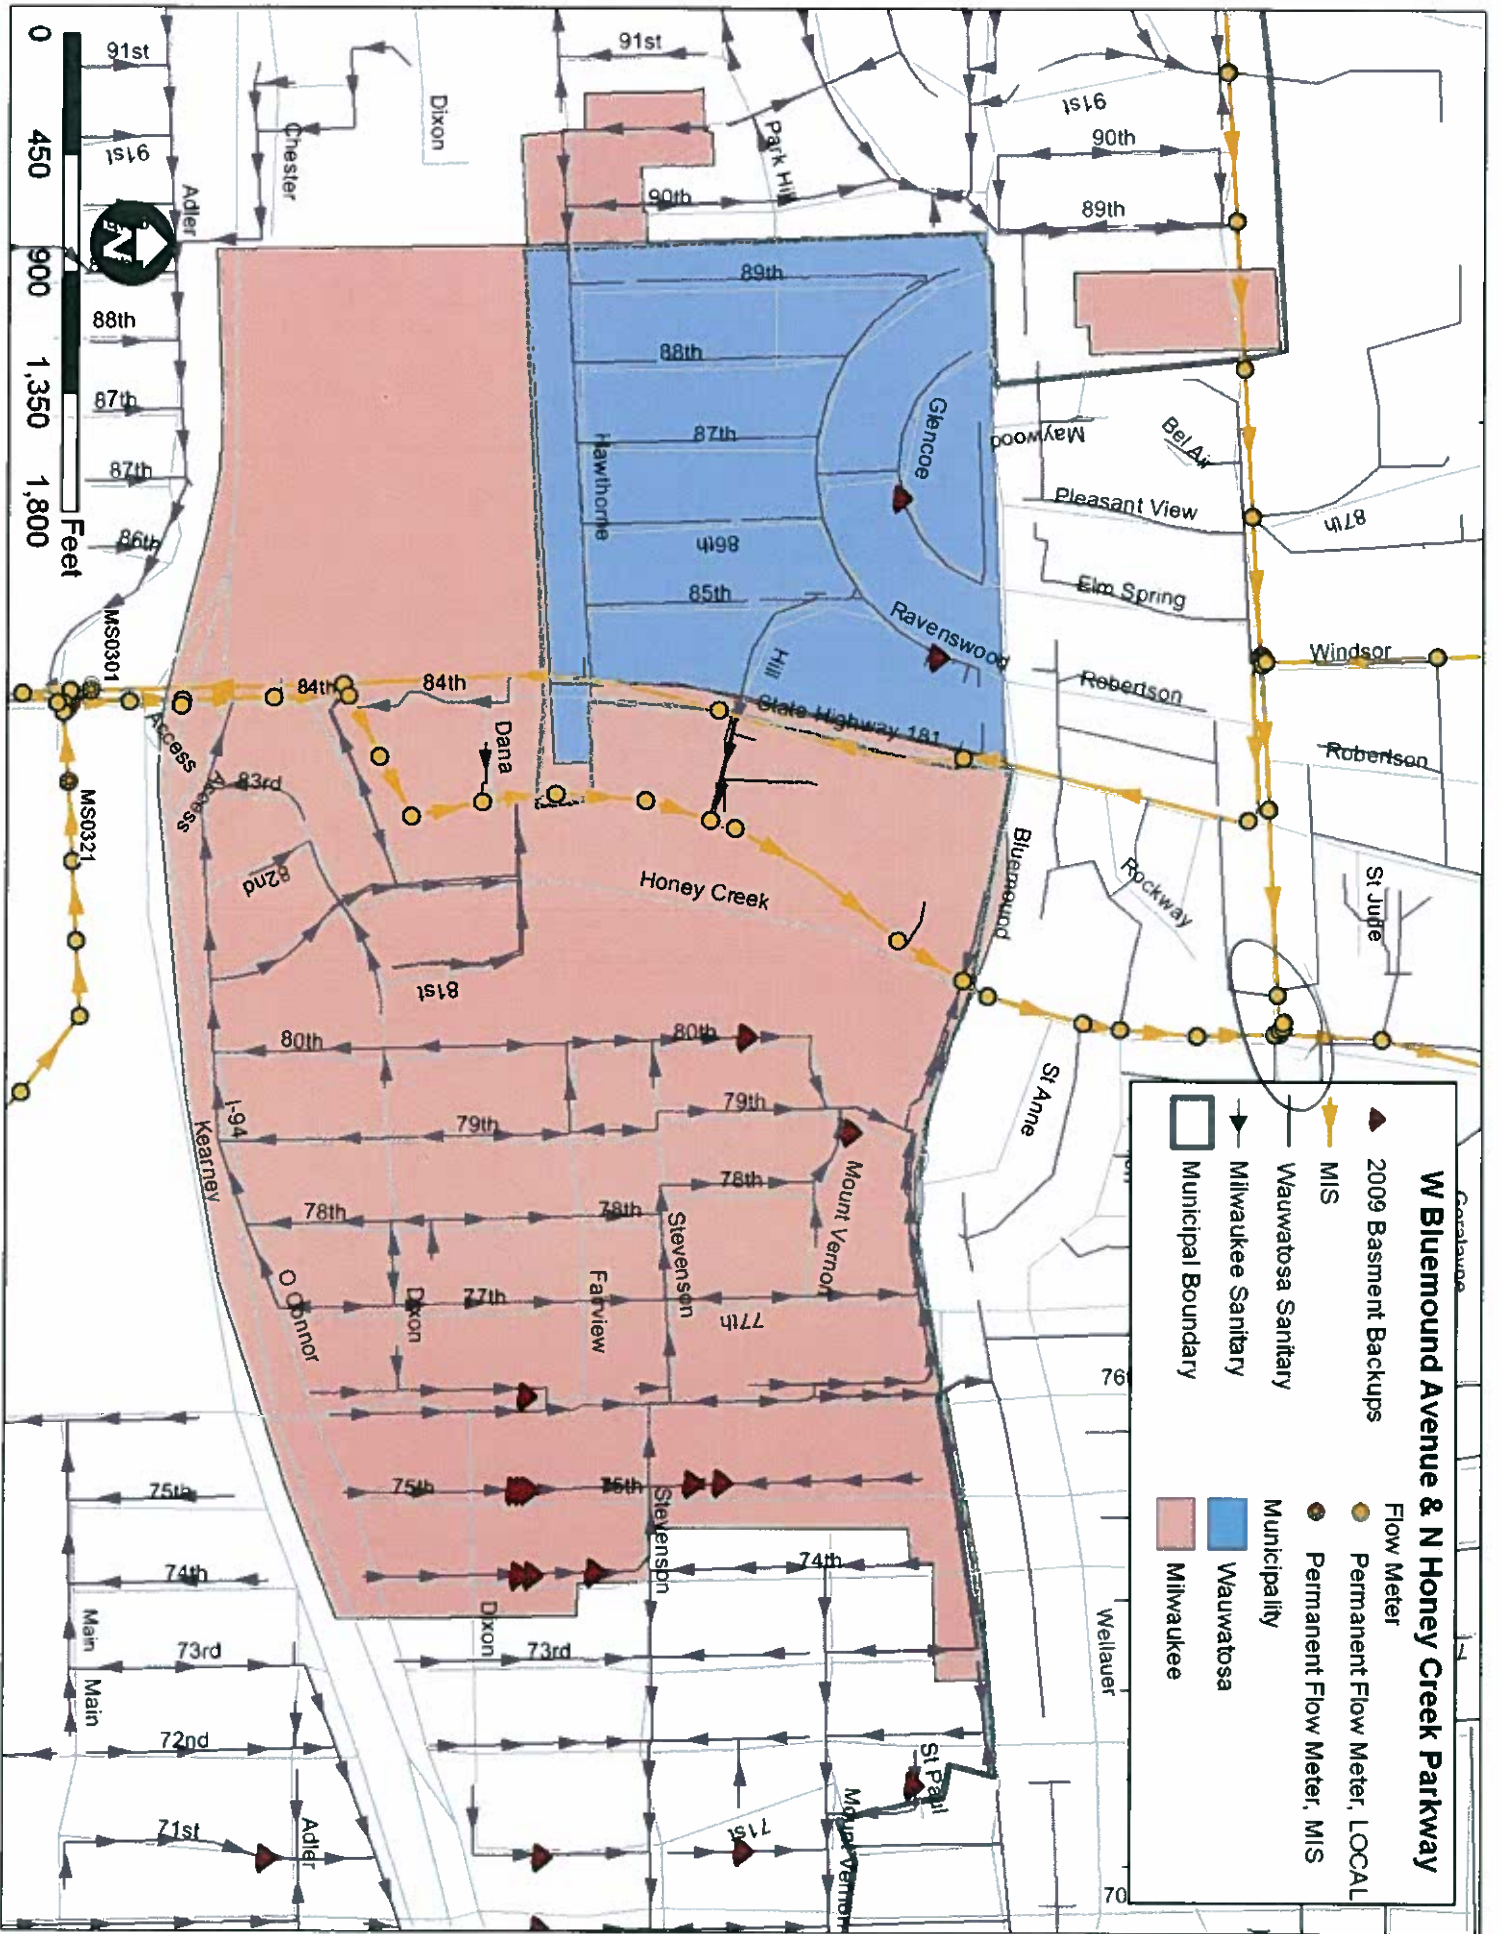 W Bluemound Avenue & N Honey Creek Parkway
2009 Basment Backups
MIS
Wauwatosa Sanitary
Milwaukee Sanitary
Municipal Boundary
Flow Meter
Permanent Flow Meter, LOCAL
Permanent Flow Meter, MIS
Municipality
Wauwatosa
Milwaukee
0 450 900 1,350 1,800
Feet
N
91st
91st
Adler
88th
87th
87th
86th
MS0301
MS0321
Chester
Dixon
91st
90th
Park Hill
91st
90th
89th
89th
88th
87th
86th
85th
Hawthorne
Glencoe
Ravenswood
Hill
State Highway 181
Maywood
Bel Air
Pleasant View
Elm Spring
87th
Windsor
Robertson
Robertson
Rockway
St Jude
Bluemound
St Anne
84th
84th
Access
Access
83rd
82nd
Dana
81st
Honey Creek
80th
80th
79th
79th
78th
78th
78th
77th
77th
I-94
Kearney
O Connor
Dixon
Fairview
Stevenson
Mount Vernon
75th
75th
75th
Stevenson
74th
74th
Dixon
73rd
73rd
Main
Main
72nd
71st
Adler
71st
St Paul
Mount Vernon
Wellauer
76t
70